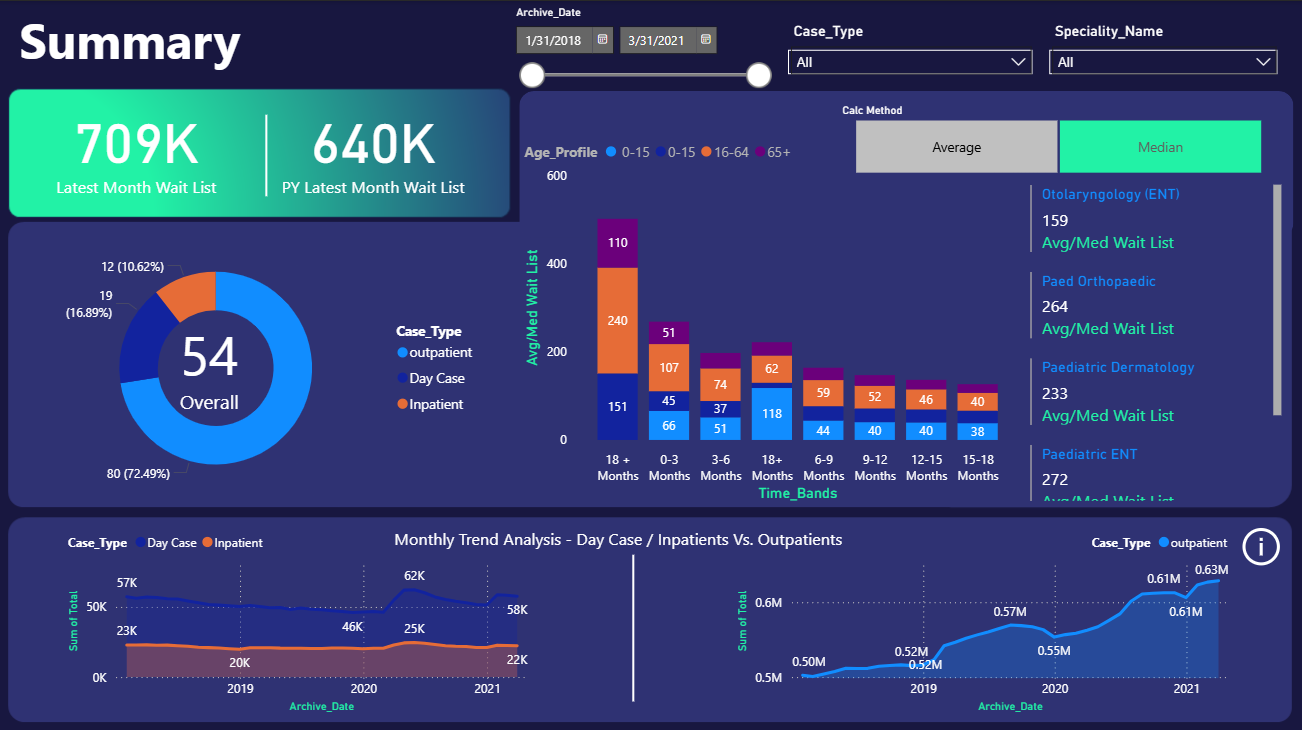 Summary
Archive_Date
1/31/2018
3/31/2021
Case_Type
All
Speciality_Name
All
709K
Latest Month Wait List
640K
PY Latest Month Wait List
12 (10.62%)
19
(16.89%)
54
Overall
80 (72.49%)
Case_Type
outpatient
Day Case
Inpatient
Calc Method
Average
Median
Age_Profile 0-15 0-15 16-64 65+
Avg/Med Wait List
600
400
200
0
110
240
151
51
107
45
66
74
37
51
62
118
59
44
52
40
46
40
40
38
18 + Months
0-3 Months
3-6 Months
18+ Months
6-9 Months
9-12 Months
12-15 Months
15-18 Months
Time_Bands
Otolaryngology (ENT)
159
Avg/Med Wait List
Paed Orthopaedic
264
Avg/Med Wait List
Paediatric Dermatology
233
Avg/Med Wait List
Paediatric ENT
272
Avg/Med Wait List
Monthly Trend Analysis - Day Case / Inpatients Vs. Outpatients
Case_Type Day Case Inpatient
Sum of Total
50K
0K
57K
23K
20K
46K
62K
25K
58K
22K
2019
2020
2021
Archive_Date
Case_Type outpatient
i
Sum of Total
0.6M
0.5M
0.50M
0.52M
0.52M
0.57M
0.55M
0.61M
0.61M
0.63M
2019
2020
2021
Archive_Date